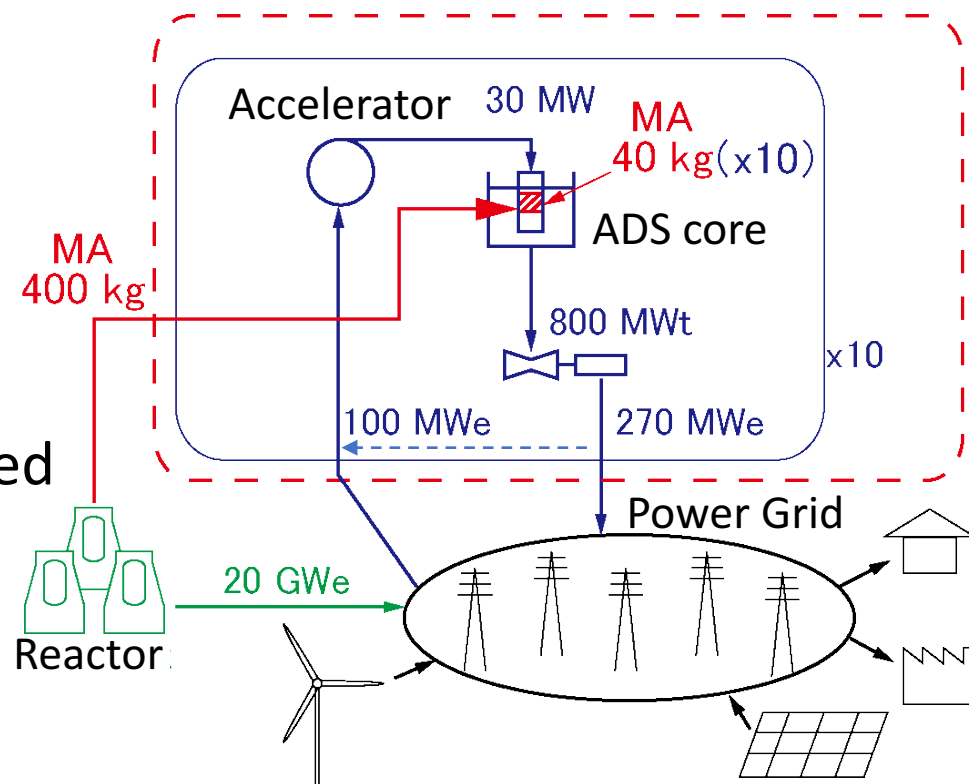 Accelerator
30 MW
MA
40 kg(x10)
ADS core
MA
400 kg
800 MWt
x10
100 MWe
270 MWe
ed
Power Grid
20 GWe
Reactor